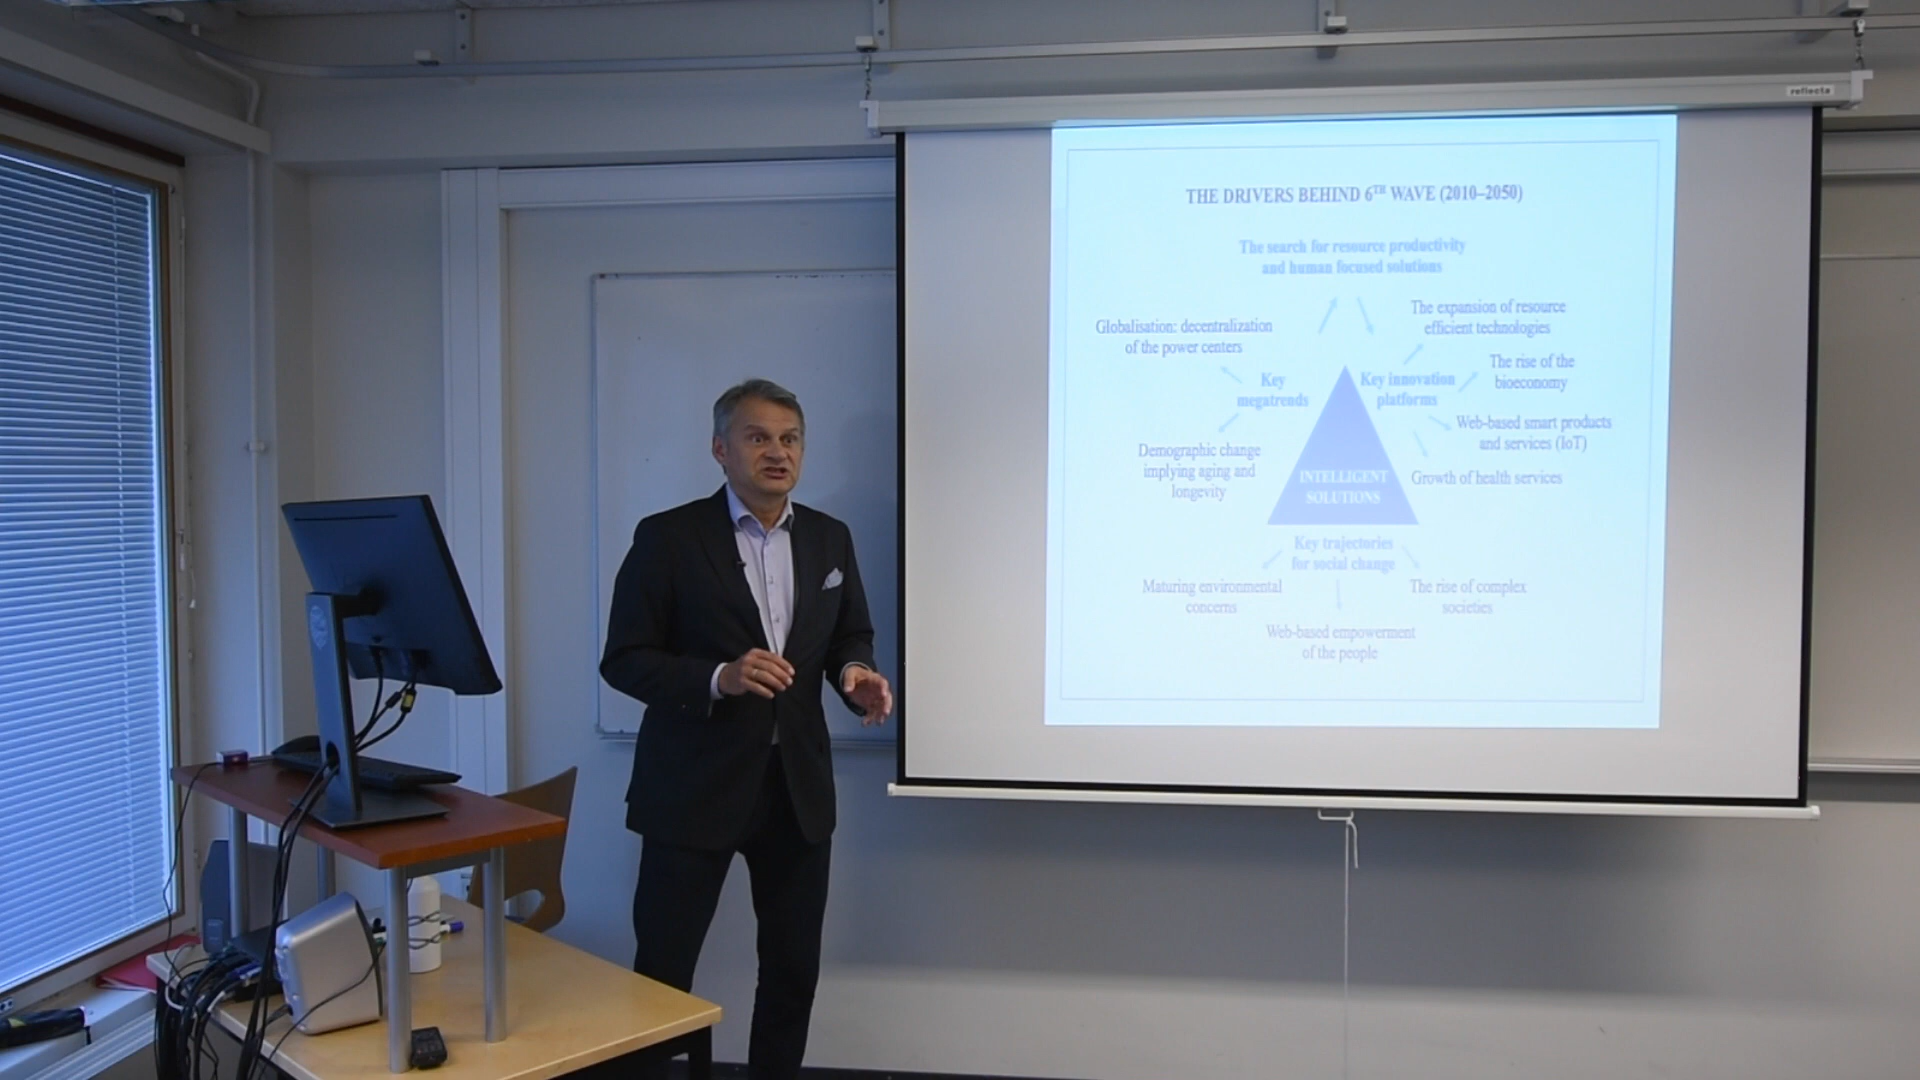 reflecta
THE DRIVERS BEHIND 6TH WAVE (2010–2050)
The search for resource productivity
and human focused solutions
Globalisation: decentralization
of the power centers
Key
megatrends
Demographic change
implying aging and
longevity
The expansion of resource
efficient technologies
Key innovation
platforms
The rise of the
bioeconomy
Web-based smart products
and services (IoT)
Growth of health services
INTELLIGENT
SOLUTIONS
Key trajectories
for social change
Maturing environmental
concerns
Web-based empowerment
of the people
The rise of complex
societies